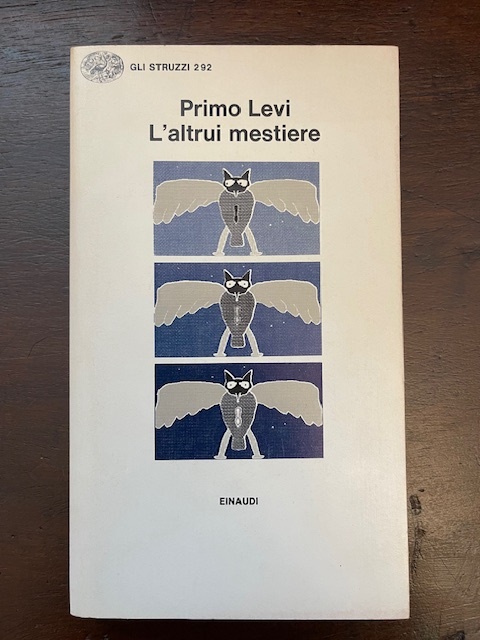 GLI STRUZZI 292
Primo Levi
L'altrui mestiere
EINAUDI